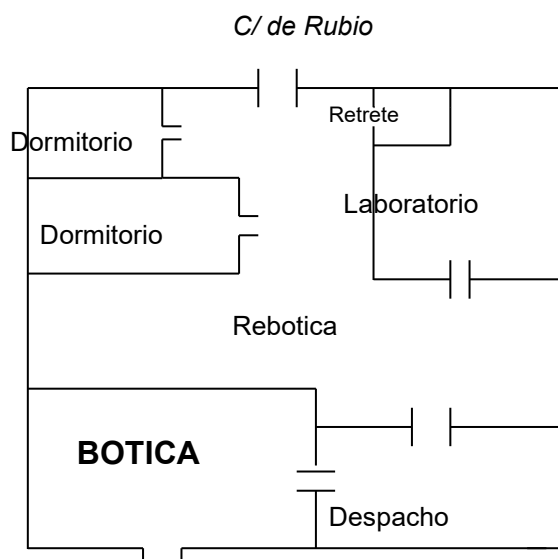 C/ de Rubio
Retrete
Dormitorio
Laboratorio
Dormitorio
Rebotica
BOTICA
Despacho